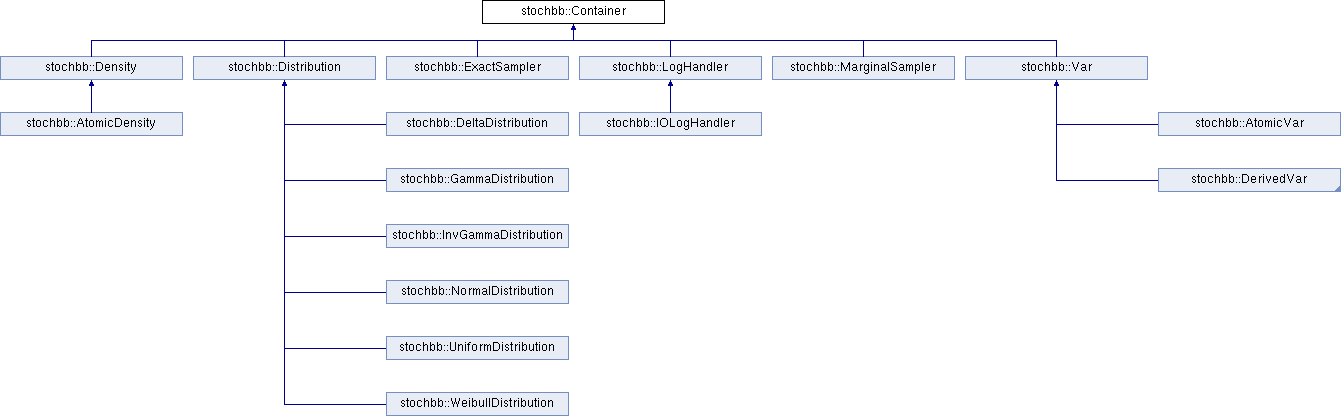 stochbb::Container
stochbb::Density
stochbb::Distribution
stochbb::ExactSampler
stochbb::LogHandler
stochbb::MarginalSampler
stochbb::Var
stochbb::AtomicDensity
stochbb::DeltaDistribution
stochbb::IOLogHandler
stochbb::AtomicVar
stochbb::GammaDistribution
stochbb::DerivedVar
stochbb::InvGammaDistribution
stochbb::NormalDistribution
stochbb::UniformDistribution
stochbb::WeibullDistribution